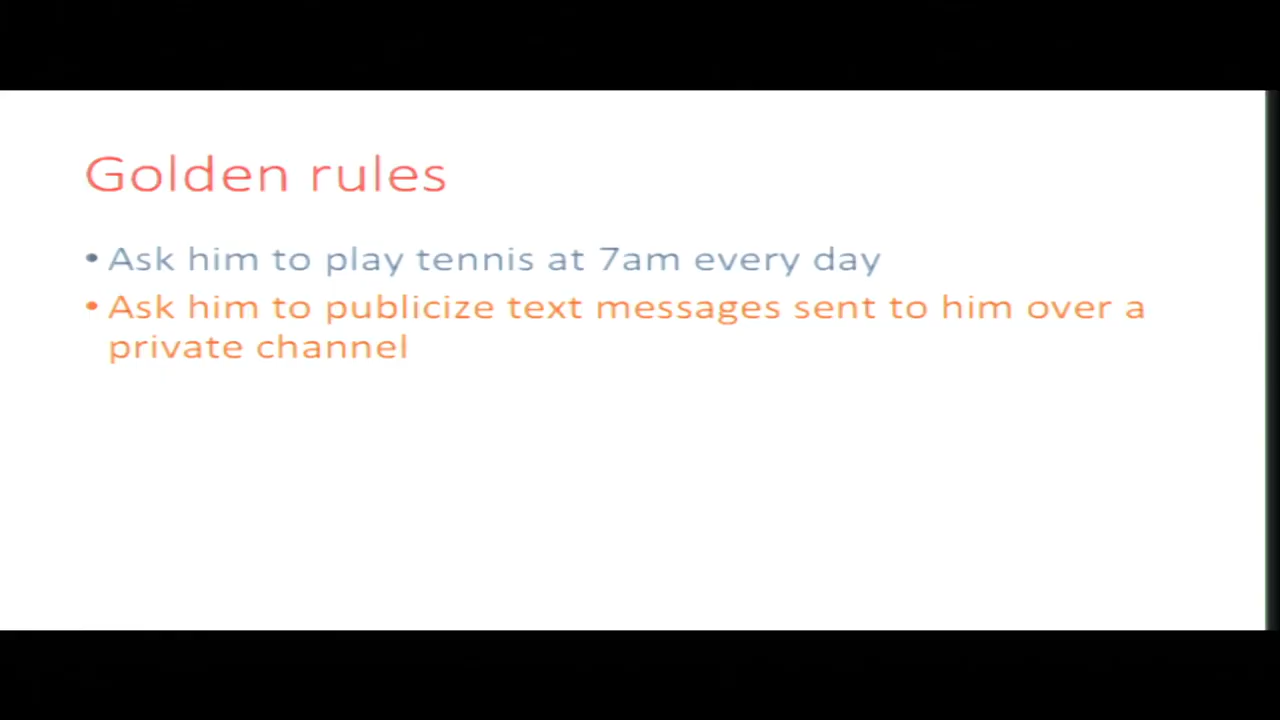 Golden rules
• Ask him to play tennis at 7am every day
• Ask him to publicize text messages sent to him over a
private channel